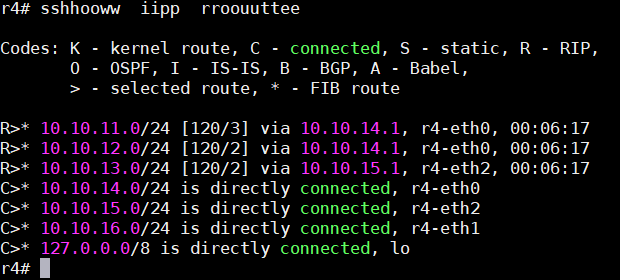 r4# sshhooww  iipp  rroouuttee

Codes: K - kernel route, C - connected, S - static, R - RIP,
       O - OSPF, I - IS-IS, B - BGP, A - Babel,
       > - selected route, * - FIB route

R>* 10.10.11.0/24 [120/3] via 10.10.14.1, r4-eth0, 00:06:17
R>* 10.10.12.0/24 [120/2] via 10.10.14.1, r4-eth0, 00:06:17
R>* 10.10.13.0/24 [120/2] via 10.10.15.1, r4-eth2, 00:06:17
C>* 10.10.14.0/24 is directly connected, r4-eth0
C>* 10.10.15.0/24 is directly connected, r4-eth2
C>* 10.10.16.0/24 is directly connected, r4-eth1
C>* 127.0.0.0/8 is directly connected, lo
r4#